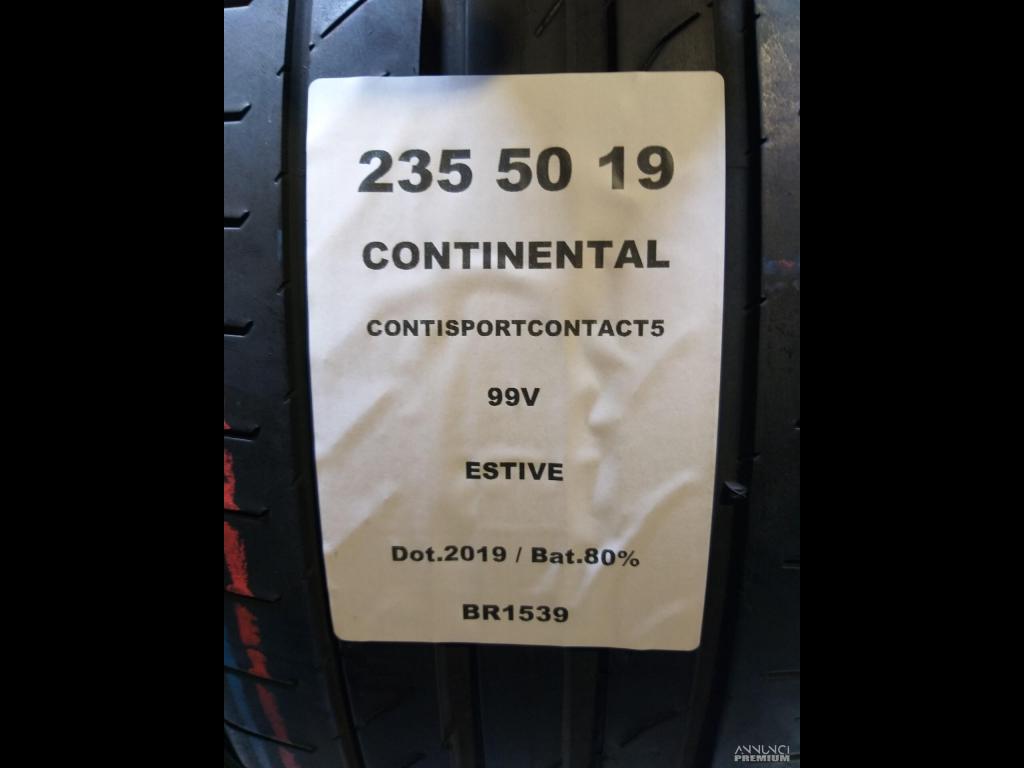 235 50 19
CONTINENTAL
CONTISPORTCONTACT5
99V
ESTIVE
Dot.2019 / Bat.80%
BR1539
ANNUNCI
PREMIUM